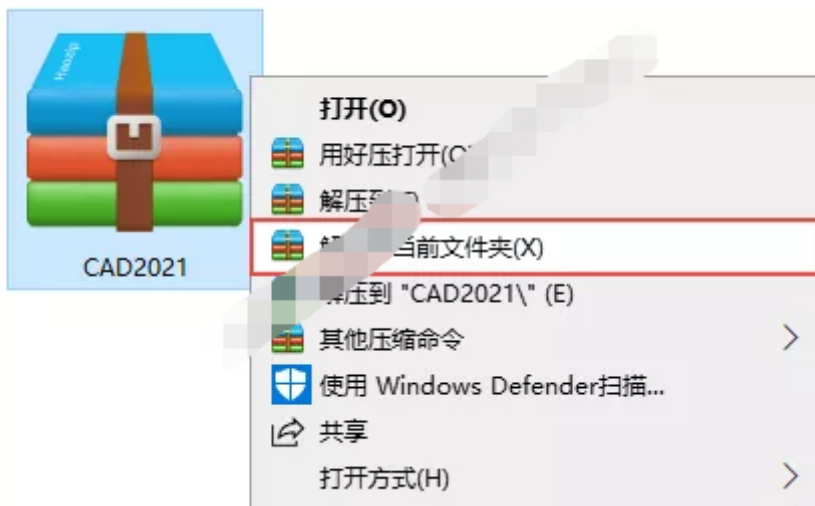 Haozip
CAD2021
打开(O)
用好压打开(
解压到
当前文件夹(X)
解压到 "CAD2021\" (E)
其他压缩命令
使用 Windows Defender扫描...
共享
打开方式(H)